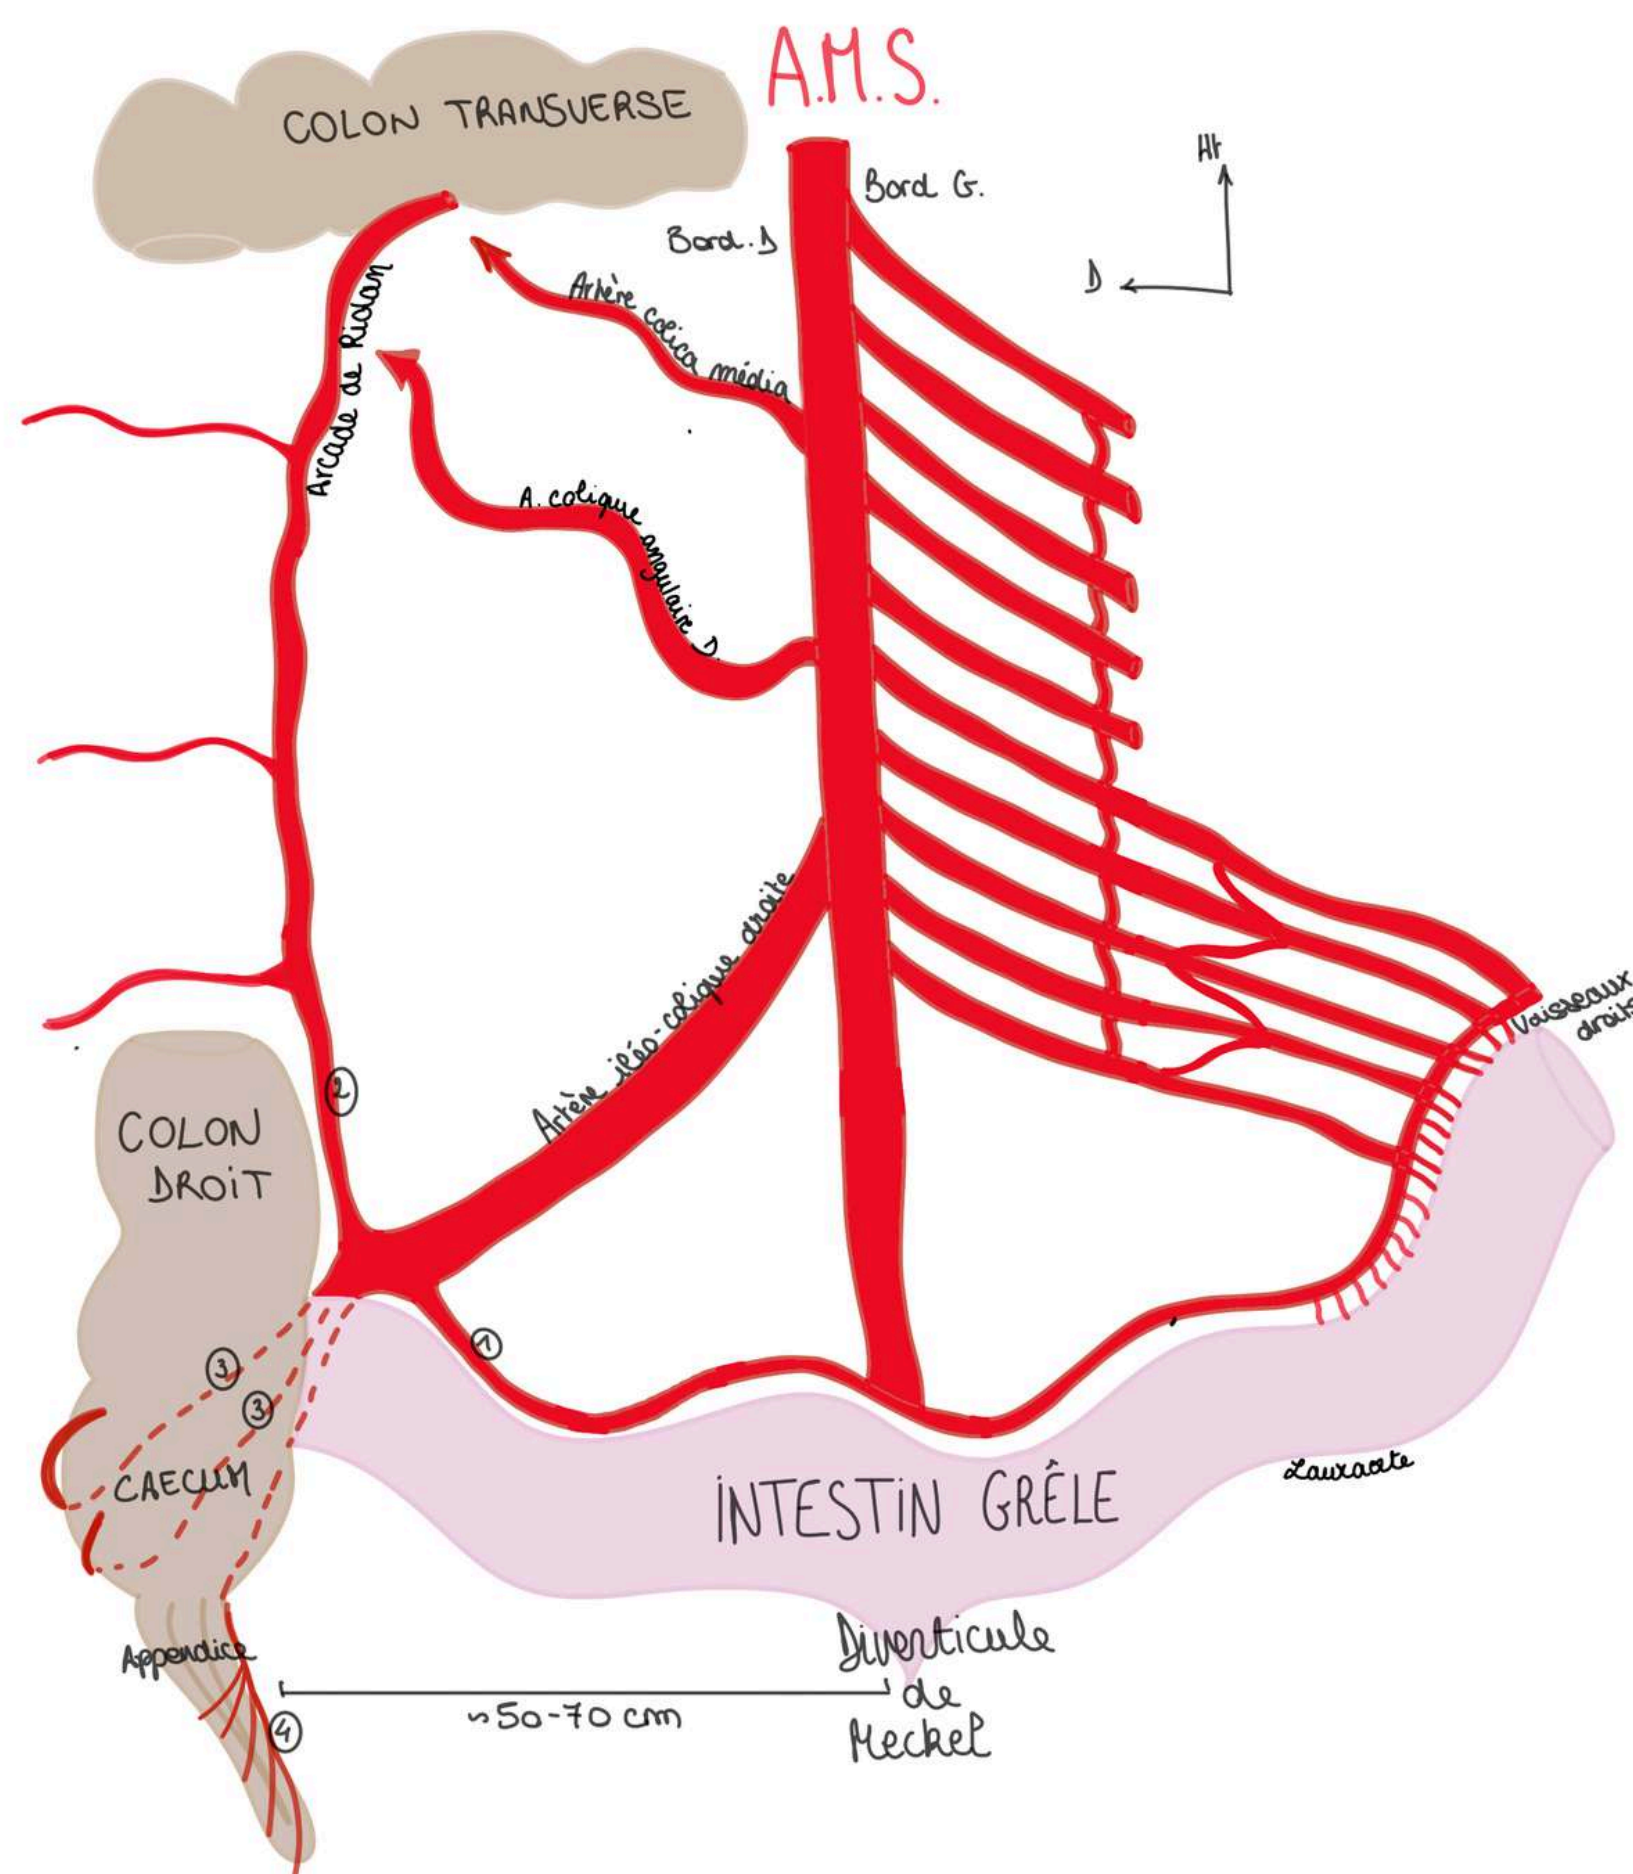 A.M.S.
COLON TRANSVERSE
Bord G.
Bord. D
Ht
D
Artère colica média
Arcade de Riolan
A. colique angulaire D.
Artère iléo-colique droite
Vaisseaux
droits
COLON
DROIT
2
1
3
3
CAECUM
INTESTIN GRÊLE
Diverticule
de
Meckel
Appendice
~50-70 cm
4